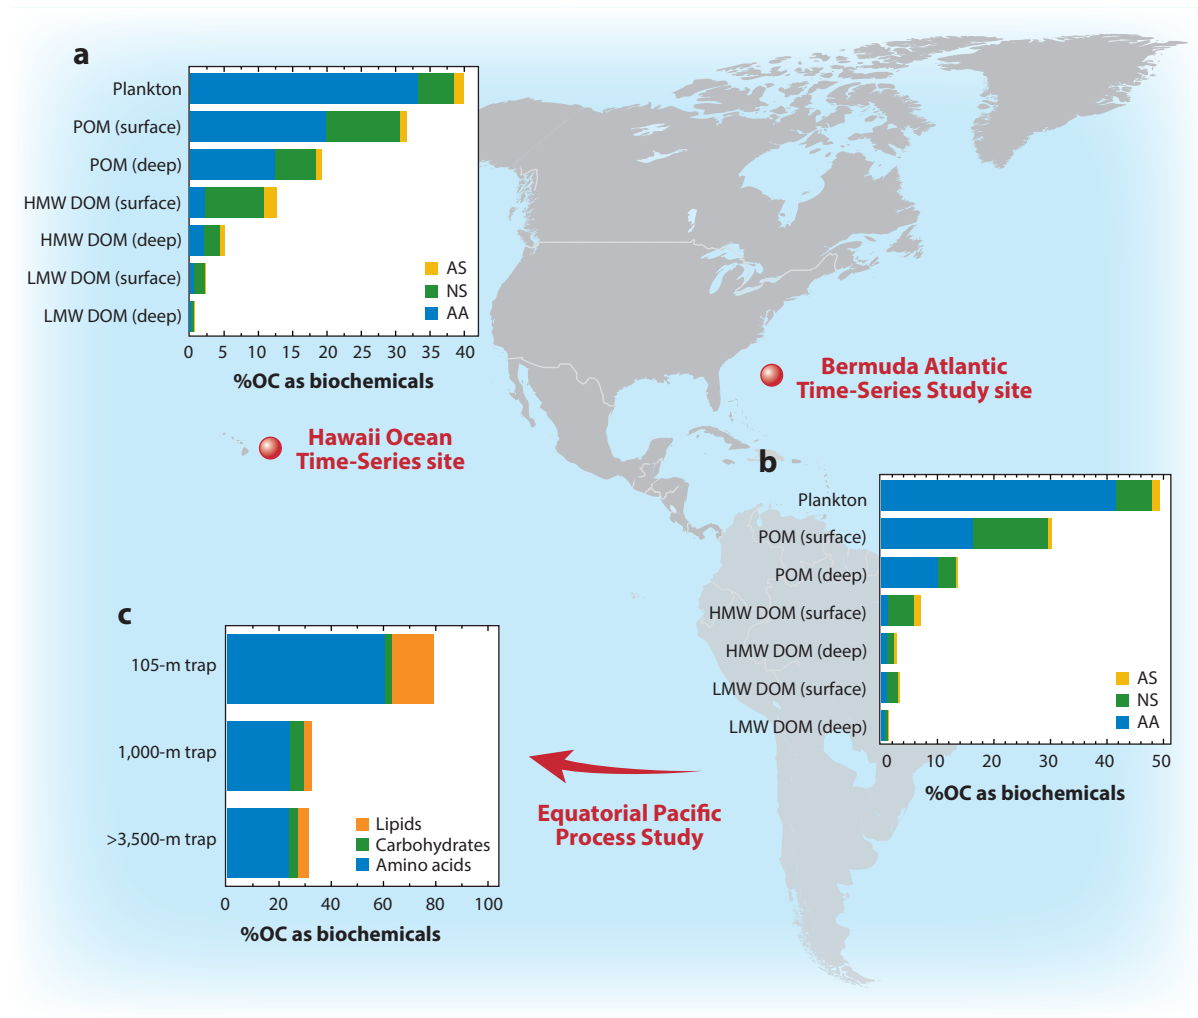 a
Plankton
POM (surface)
POM (deep)
HMW DOM (surface)
HMW DOM (deep)
LMW DOM (surface)
LMW DOM (deep)
AS
NS
AA
0 5 10 15 20 25 30 35 40
%OC as biochemicals
Hawaii Ocean
Time-Series site
Bermuda Atlantic
Time-Series Study site
b
Plankton
POM (surface)
POM (deep)
HMW DOM (surface)
HMW DOM (deep)
LMW DOM (surface)
LMW DOM (deep)
AS
NS
AA
0 10 20 30 40 50
%OC as biochemicals
c
105-m trap
1,000-m trap
>3,500-m trap
Lipids
Carbohydrates
Amino acids
0 20 40 60 80 100
%OC as biochemicals
Equatorial Pacific
Process Study